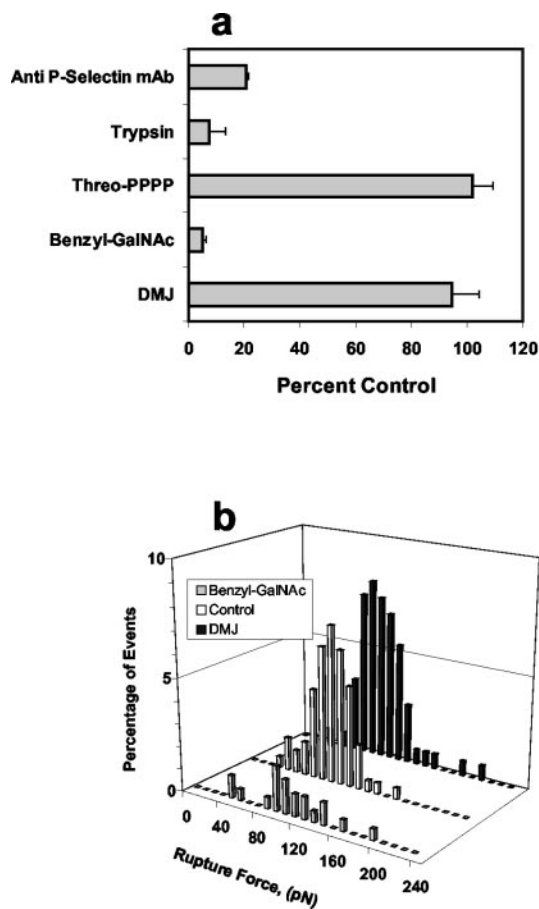 a
Anti P-Selectin mAb
Trypsin
Threo-PPPP
Benzyl-GalNAc
DMJ
0 20 40 60 80 100 120
Percent Control
b
10
Benzyl-GalNAc
Control
DMJ
Percentage of Events
5
0
0 40 80 120 160 200 240
Rupture Force, (pN)